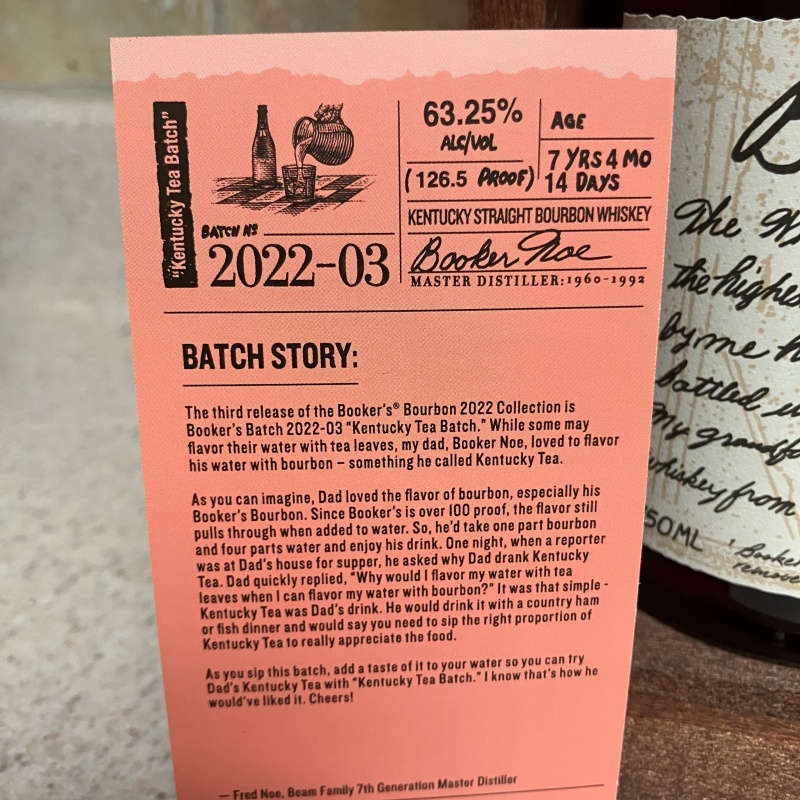 "Kentucky Tea Batch"
BATCH Nº
2022-03
63.25%
ALC/VOL
(126.5 PROOF)
AGE
7 YRS 4 MO
14 DAYS
KENTUCKY STRAIGHT BOURBON WHISKEY
Booker Noe
MASTER DISTILLER:1960-1992
BATCH STORY:
The third release of the Booker's® Bourbon 2022 Collection is
Booker's Batch 2022-03 "Kentucky Tea Batch." While some may
flavor their water with tea leaves, my dad, Booker Noe, loved to flavor
his water with bourbon – something he called Kentucky Tea.
As you can imagine, Dad loved the flavor of bourbon, especially his
Booker's Bourbon. Since Booker's is over 100 proof, the flavor still
pulls through when added to water. So, he'd take one part bourbon
and four parts water and enjoy his drink. One night, when a reporter
was at Dad's house for supper, he asked why Dad drank Kentucky
Tea. Dad quickly replied, "Why would I flavor my water with tea
leaves when I can flavor my water with bourbon?" It was that simple -
Kentucky Tea was Dad's drink. He would drink it with a country ham
or fish dinner and would say you need to sip the right proportion of
Kentucky Tea to really appreciate the food.
As you sip this batch, add a taste of it to your water so you can try
Dad's Kentucky Tea with "Kentucky Tea Batch." I know that's how he
would've liked it. Cheers!
— Fred Noe, Beam Family 7th Generation Master Distiller
B
The
the highes
by me
bottled
My grandfa
whiskey from
50ML
Booker
remove